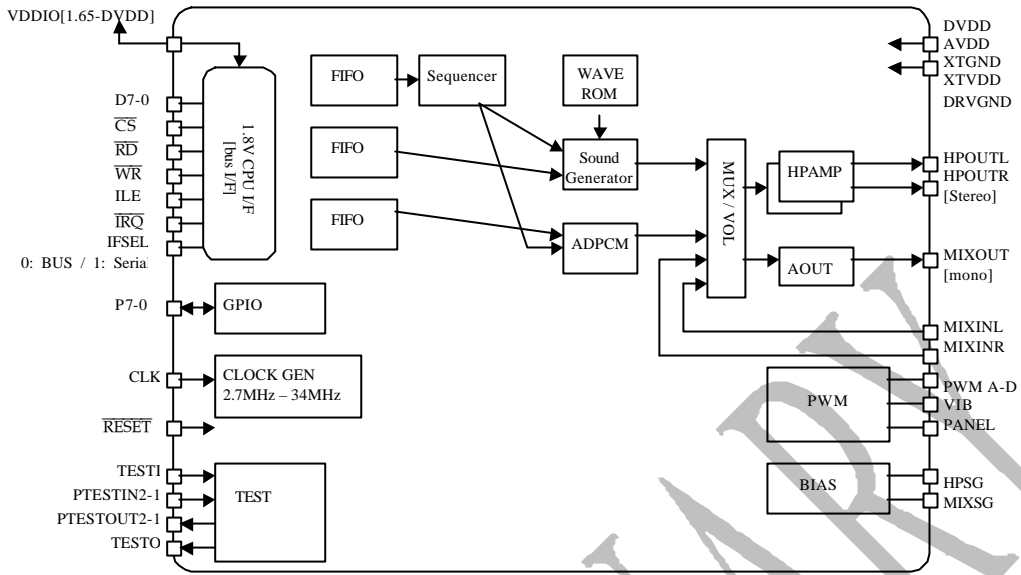 VDDIO[1.65-DVDD]
D7-0
CS
RD
WR
ILE
IRQ
IFSEL
0: BUS / 1: Serial
P7-0
CLK
RESET
TESTI
PTESTIN2-1
PTESTOUT2-1
TESTO
1.8V CPU I/F
[bus I/F]
GPIO
CLOCK GEN
2.7MHz – 34MHz
TEST
FIFO
Sequencer
WAVE
ROM
FIFO
Sound
Generator
FIFO
ADPCM
MUX / VOL
HPAMP
AOUT
PWM
BIAS
DVDD
AVDD
XTGND
XTVDD
DRVGND
HPOUTL
HPOUTR
[Stereo]
MIXOUT
[mono]
MIXINL
MIXINR
PWM A-D
VIB
PANEL
HPSG
MIXSG